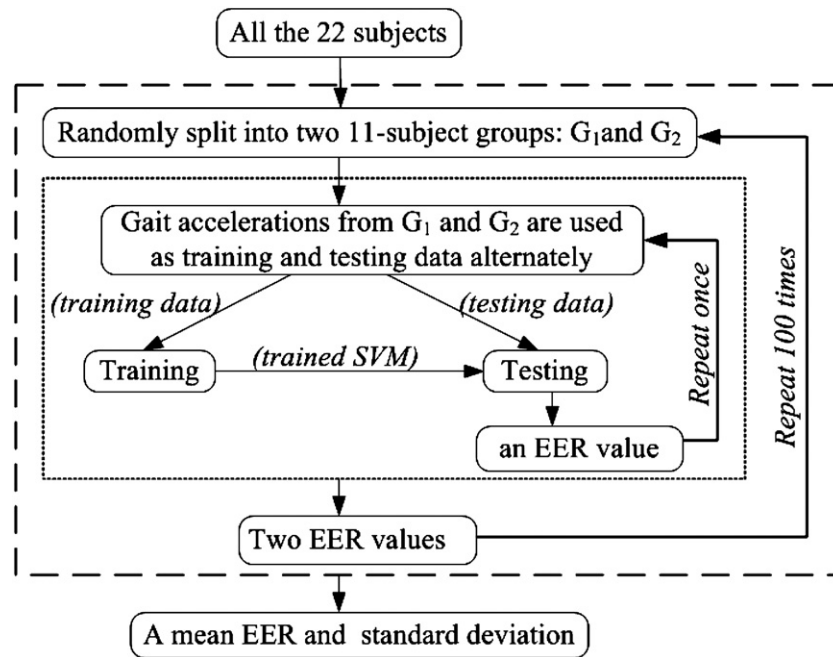 All the 22 subjects
Randomly split into two 11-subject groups: G₁and G₂
Gait accelerations from G₁ and G₂ are used
as training and testing data alternately
(training data)
(testing data)
Training
(trained SVM)
Testing
an EER value
Repeat once
Repeat 100 times
Two EER values
A mean EER and standard deviation